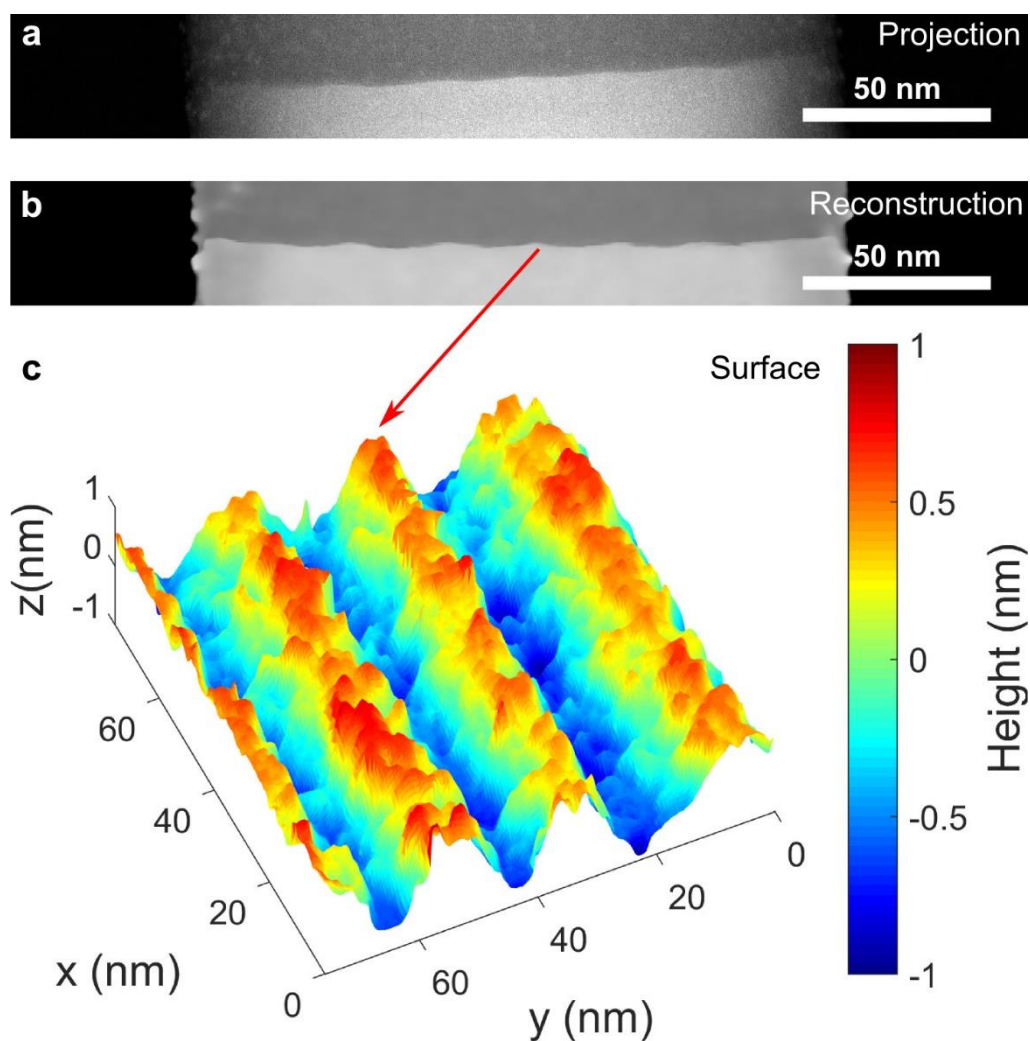 a
Projection
50 nm
b
Reconstruction
50 nm
c
Surface
1
0.5
0
-0.5
-1
Height (nm)
z(nm)
1
0
-1
60
40
20
0
x (nm)
60
40
20
0
y (nm)